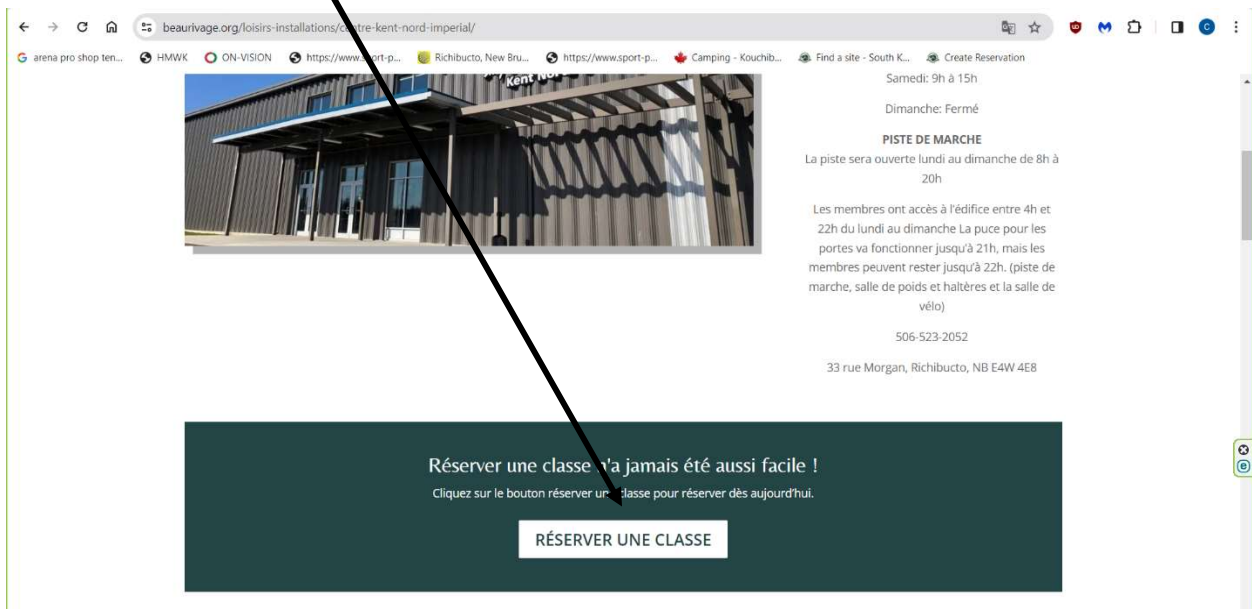 beaurivage.org/loisirs-installations/centre-kent-nord-imperial/
arena pro shop ten... HMWK ON-VISION https://www.sport-p... Richibucto, New Bru... https://www.sport-p... Camping - Kouchib... Find a site - South K... Create Reservation
Kent Nord
Samedi: 9h à 15h
Dimanche: Fermé
PISTE DE MARCHE
La piste sera ouverte lundi au dimanche de 8h à
20h
Les membres ont accès à l'édifice entre 4h et
22h du lundi au dimanche La puce pour les
portes va fonctionner jusqu'à 21h, mais les
membres peuvent rester jusqu'à 22h. (piste de
marche, salle de poids et haltères et la salle de
vélo)
506-523-2052
33 rue Morgan, Richibucto, NB E4W 4E8
Réserver une classe n'a jamais été aussi facile !
Cliquez sur le bouton réserver une classe pour réserver dès aujourd'hui.
RÉSERVER UNE CLASSE